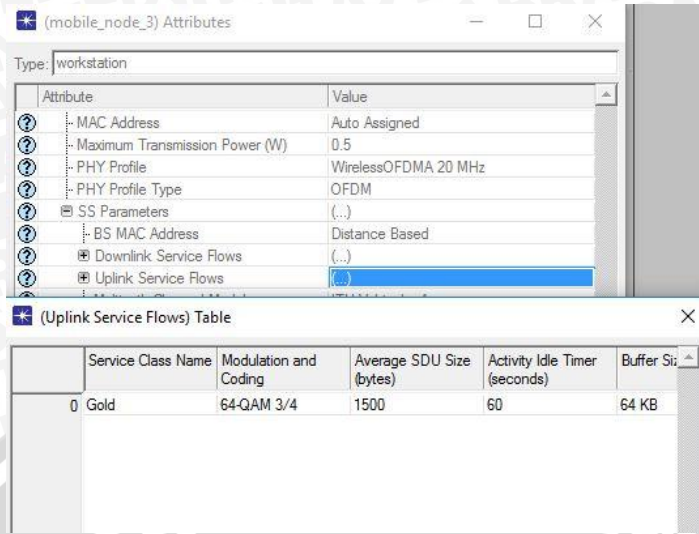 (mobile_node_3) Attributes
Type: workstation
Attribute Value
MAC Address Auto Assigned
Maximum Transmission Power (W) 0.5
PHY Profile WirelessOFDMA 20 MHz
PHY Profile Type OFDM
SS Parameters (...)
BS MAC Address Distance Based
Downlink Service Flows (...)
Uplink Service Flows (...)
(Uplink Service Flows) Table
Service Class Name Modulation and Coding Average SDU Size (bytes) Activity Idle Timer (seconds) Buffer
0 Gold 64-QAM 3/4 1500 60 64 KB